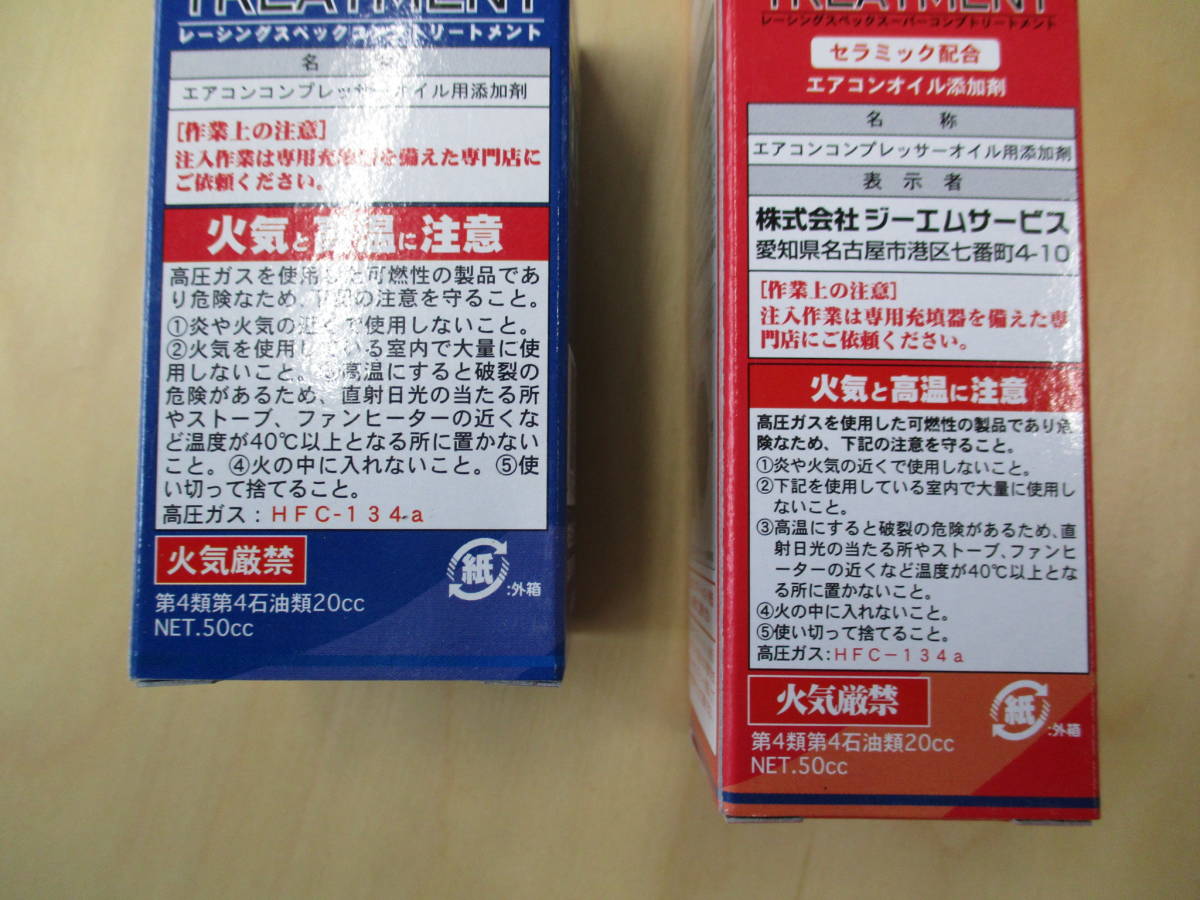 TREATMENT
レーシングスペックコンプトリートメント
名
エアコンコンプレッサーオイル用添加剤
[作業上の注意]
注入作業は専用充填器を備えた専門店に
ご依頼ください。
火気と高温に注意
高圧ガスを使用した可燃性の製品であ
り危険なため、下記の注意を守ること。
①炎や火気の近くで使用しないこと。
②火気を使用している室内で大量に使
用しないこと。③高温にすると破裂の
危険があるため、直射日光の当たる所
やストーブ、ファンヒーターの近くな
ど温度が40℃以上となる所に置かない
こと。④火の中に入れないこと。⑤使
い切って捨てること。
高圧ガス：HFC-134a
火気厳禁
紙
:外箱
第4類第4石油類20cc
NET.50cc
TREATMENT
レーシングスペックスーパーコンプトリートメント
セラミック配合
エアコンオイル添加剤
名 称
エアコンコンプレッサーオイル用添加剤
表示者
株式会社 ジーエムサービス
愛知県名古屋市港区七番町4-10
[作業上の注意]
注入作業は専用充填器を備えた専
門店にご依頼ください。
火気と高温に注意
高圧ガスを使用した可燃性の製品であり危
険なため、下記の注意を守ること。
①炎や火気の近くで使用しないこと。
②下記を使用している室内で大量に使用し
ないこと。
③高温にすると破裂の危険があるため、直
射日光の当たる所やストーブ、ファンヒ
ーターの近くなど温度が40℃以上とな
る所に置かないこと。
④火の中に入れないこと。
⑤使い切って捨てること。
高圧ガス:HFC－134a
火気厳禁
紙
:外箱
第4類第4石油類20cc
NET.50cc